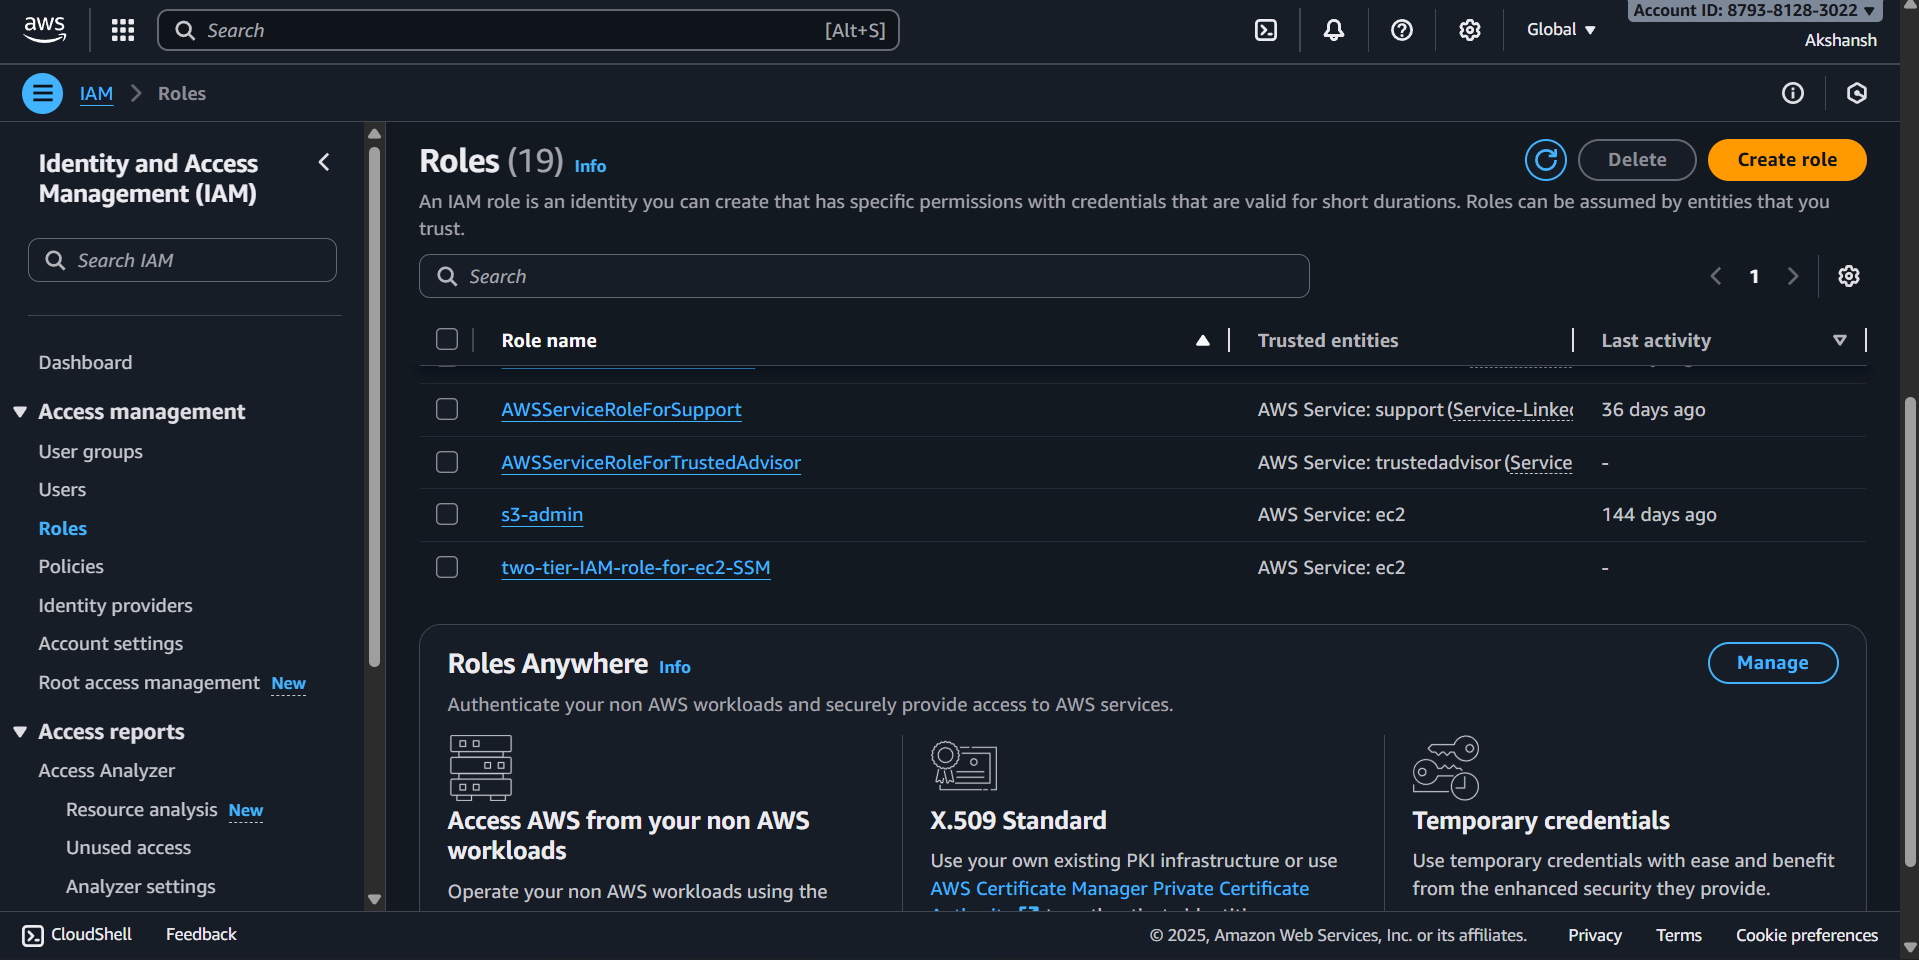 aws
Search
[Alt+S]
Global
Account ID: 8793-8128-3022
Akshansh
IAM
Roles
Identity and Access
Management (IAM)
Search IAM
Dashboard
Access management
User groups
Users
Roles
Policies
Identity providers
Account settings
Root access management New
Access reports
Access Analyzer
Resource analysis New
Unused access
Analyzer settings
Roles (19) Info
Delete
Create role
An IAM role is an identity you can create that has specific permissions with credentials that are valid for short durations. Roles can be assumed by entities that you
trust.
Search
1
Role name Trusted entities Last activity
AWSServiceRoleForSupport AWS Service: support (Service-Linked 36 days ago
AWSServiceRoleForTrustedAdvisor AWS Service: trustedadvisor (Service -
s3-admin AWS Service: ec2 144 days ago
two-tier-IAM-role-for-ec2-SSM AWS Service: ec2 -
Roles Anywhere Info
Manage
Authenticate your non AWS workloads and securely provide access to AWS services.
Access AWS from your non AWS
workloads
Operate your non AWS workloads using the
X.509 Standard
Use your own existing PKI infrastructure or use
AWS Certificate Manager Private Certificate
Temporary credentials
Use temporary credentials with ease and benefit
from the enhanced security they provide.
CloudShell
Feedback
© 2025, Amazon Web Services, Inc. or its affiliates.
Privacy
Terms
Cookie preferences